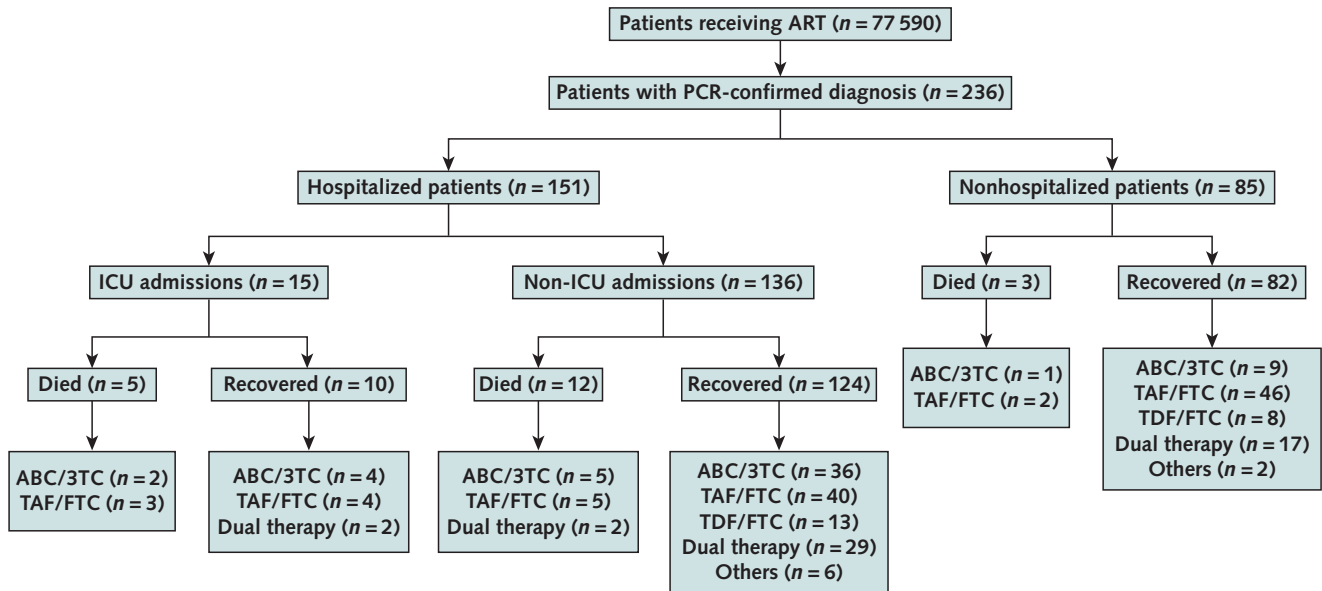 Patients receiving ART (n = 77 590)
Patients with PCR-confirmed diagnosis (n = 236)
Hospitalized patients (n = 151)
Nonhospitalized patients (n = 85)
ICU admissions (n = 15)
Non-ICU admissions (n = 136)
Died (n = 3)
Recovered (n = 82)
Died (n = 5)
Recovered (n = 10)
Died (n = 12)
Recovered (n = 124)
ABC/3TC (n = 1)
TAF/FTC (n = 2)
ABC/3TC (n = 9)
TAF/FTC (n = 46)
TDF/FTC (n = 8)
Dual therapy (n = 17)
Others (n = 2)
ABC/3TC (n = 2)
TAF/FTC (n = 3)
ABC/3TC (n = 4)
TAF/FTC (n = 4)
Dual therapy (n = 2)
ABC/3TC (n = 5)
TAF/FTC (n = 5)
Dual therapy (n = 2)
ABC/3TC (n = 36)
TAF/FTC (n = 40)
TDF/FTC (n = 13)
Dual therapy (n = 29)
Others (n = 6)